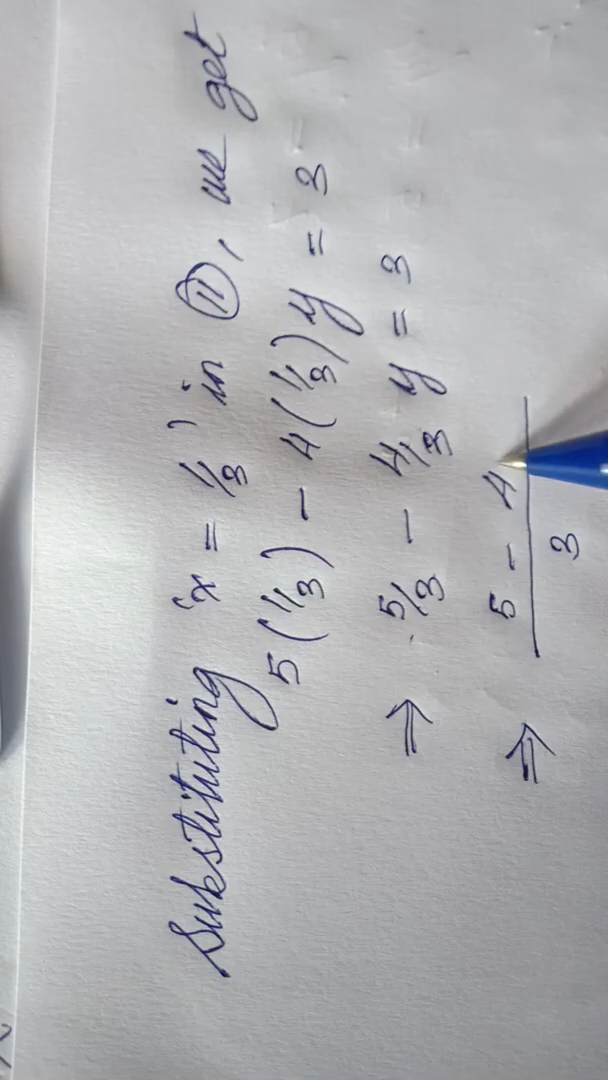 Substituting 'x = 1/3' in (II), we get
5(1/3) - 4(1/3)y = 3
⇒ 5/3 - 4/3 y = 3
⇒ 5 - 4
3